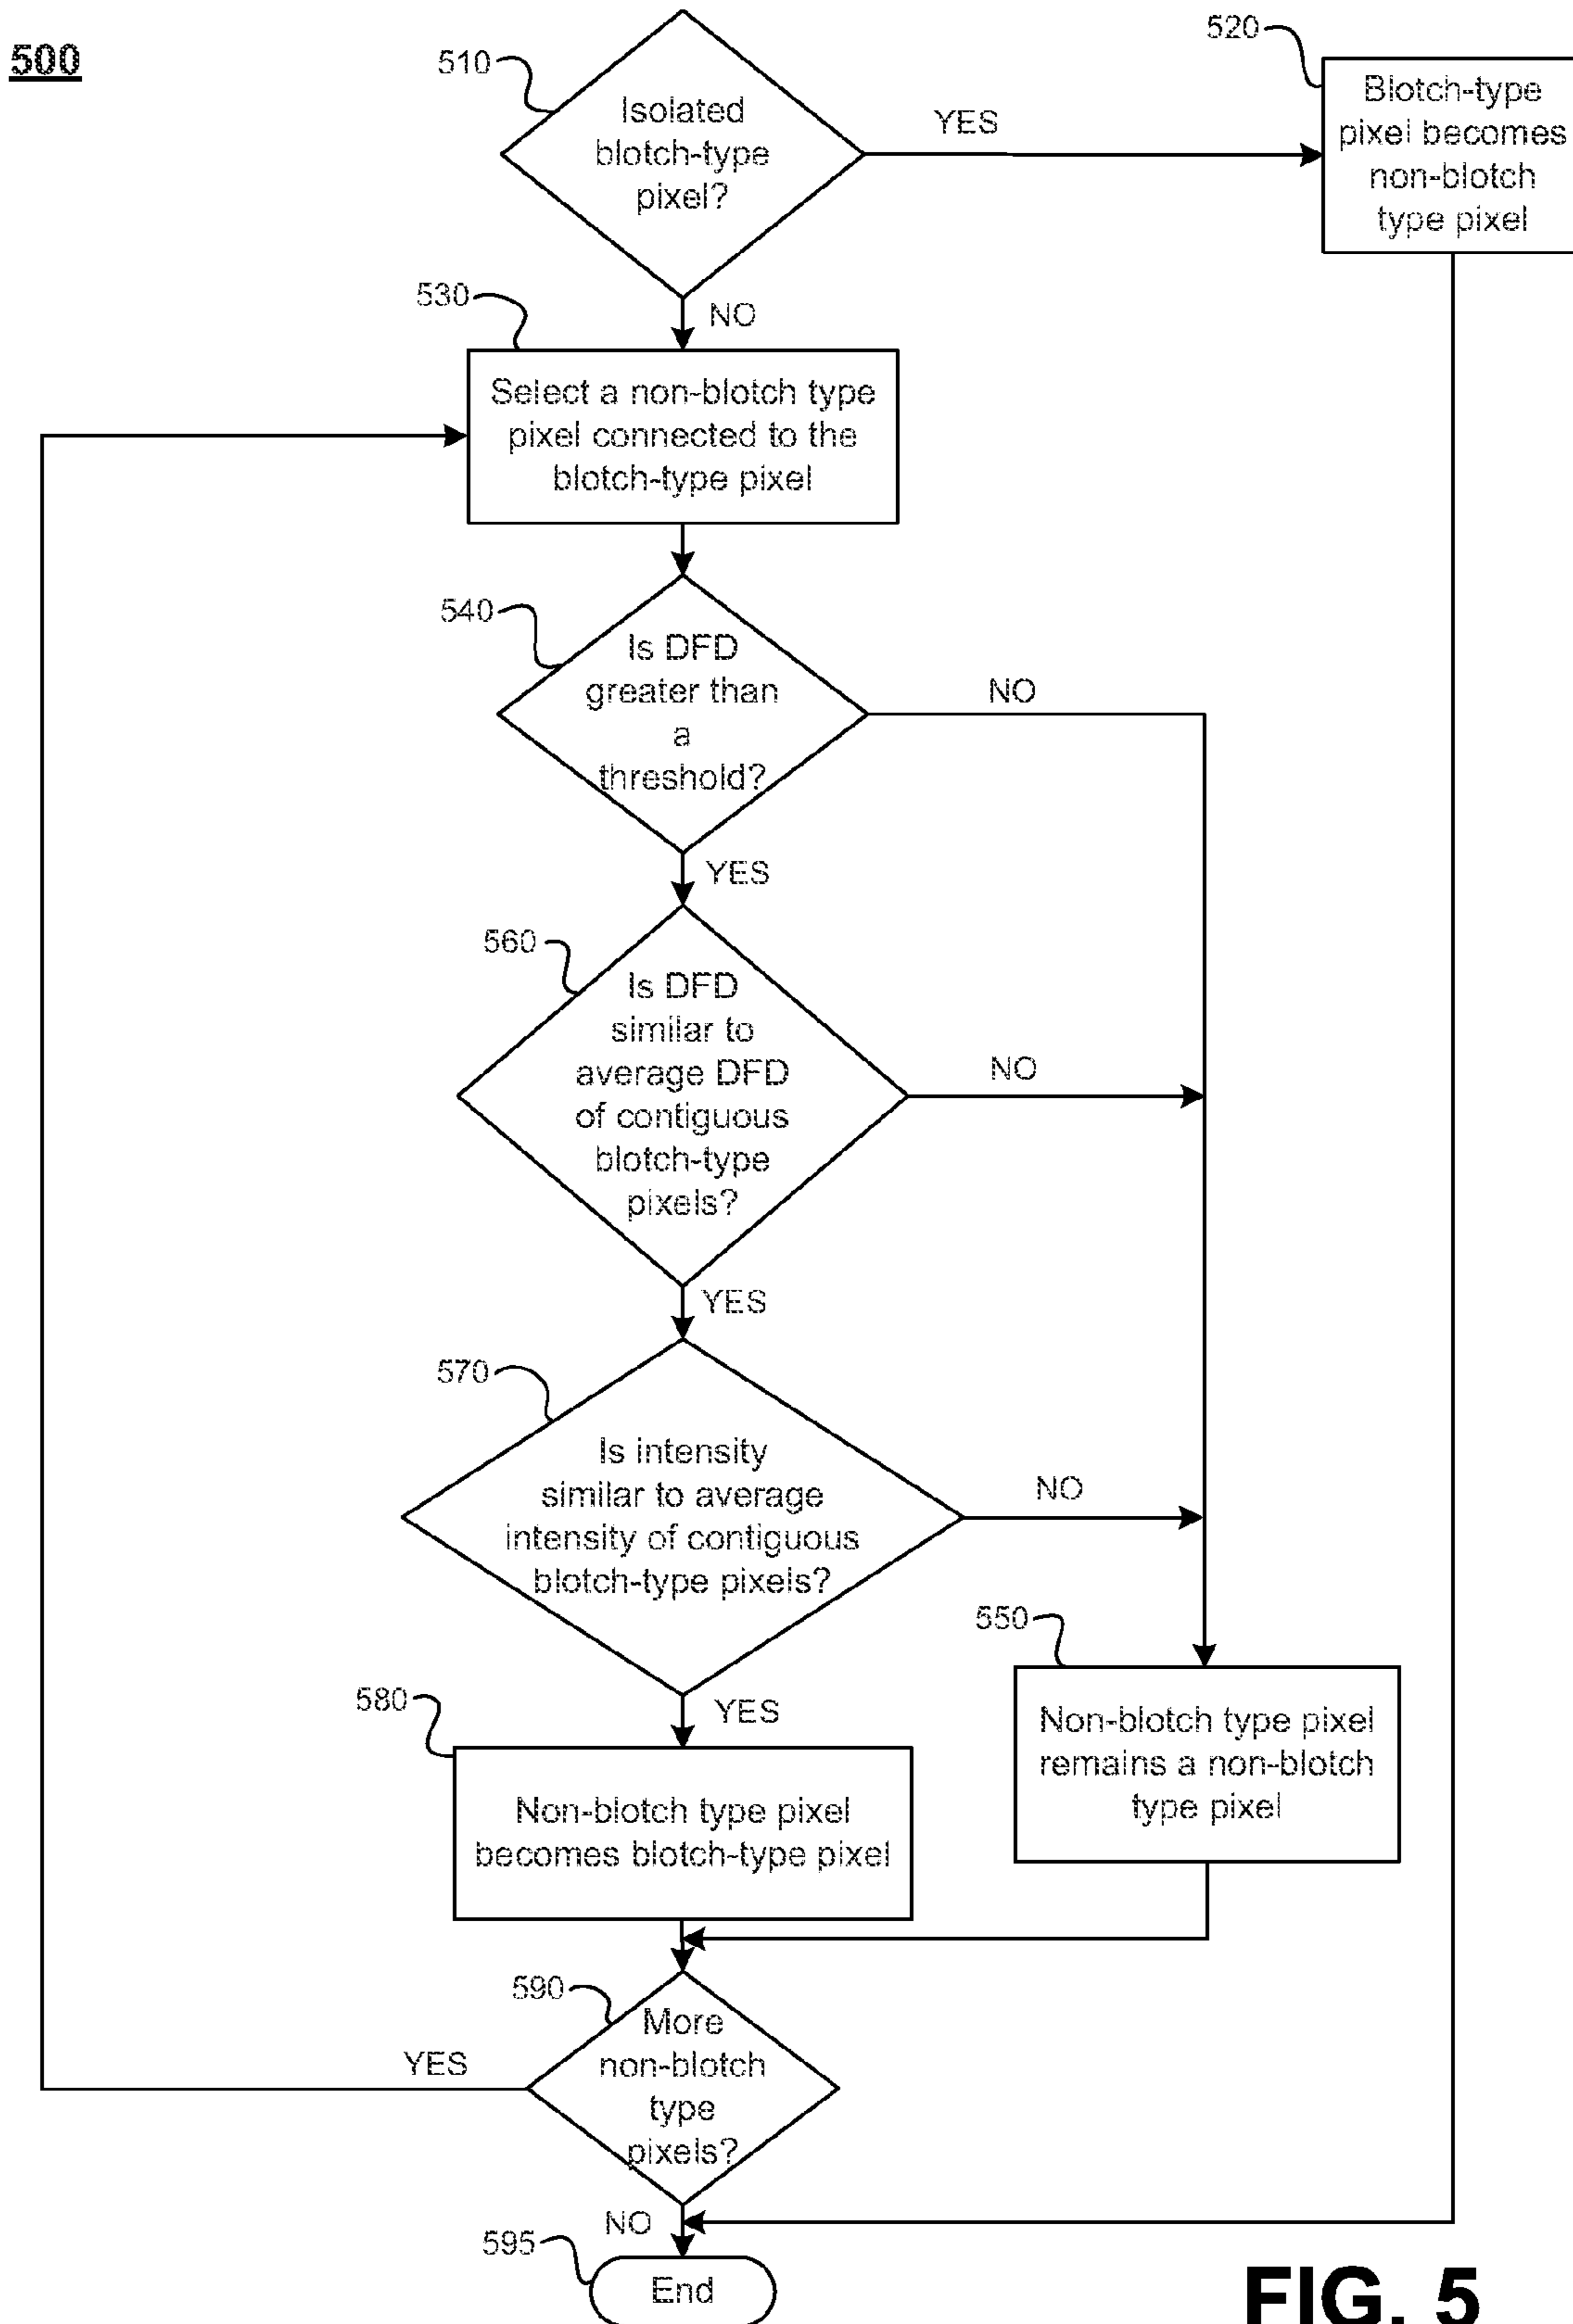 500
510
Isolated
blotch-type
pixel?
YES
520
Blotch-type
pixel becomes
non-blotch
type pixel
NO
530
Select a non-blotch type
pixel connected to the
blotch-type pixel
540
Is DFD
greater than
a
threshold?
NO
YES
560
Is DFD
similar to
average DFD
of contiguous
blotch-type
pixels?
NO
YES
570
Is intensity
similar to average
intensity of contiguous
blotch-type pixels?
NO
YES
550
Non-blotch type pixel
remains a non-blotch
type pixel
580
Non-blotch type pixel
becomes blotch-type pixel
590
More
non-blotch
type
pixels?
YES
NO
595
End
FIG. 5